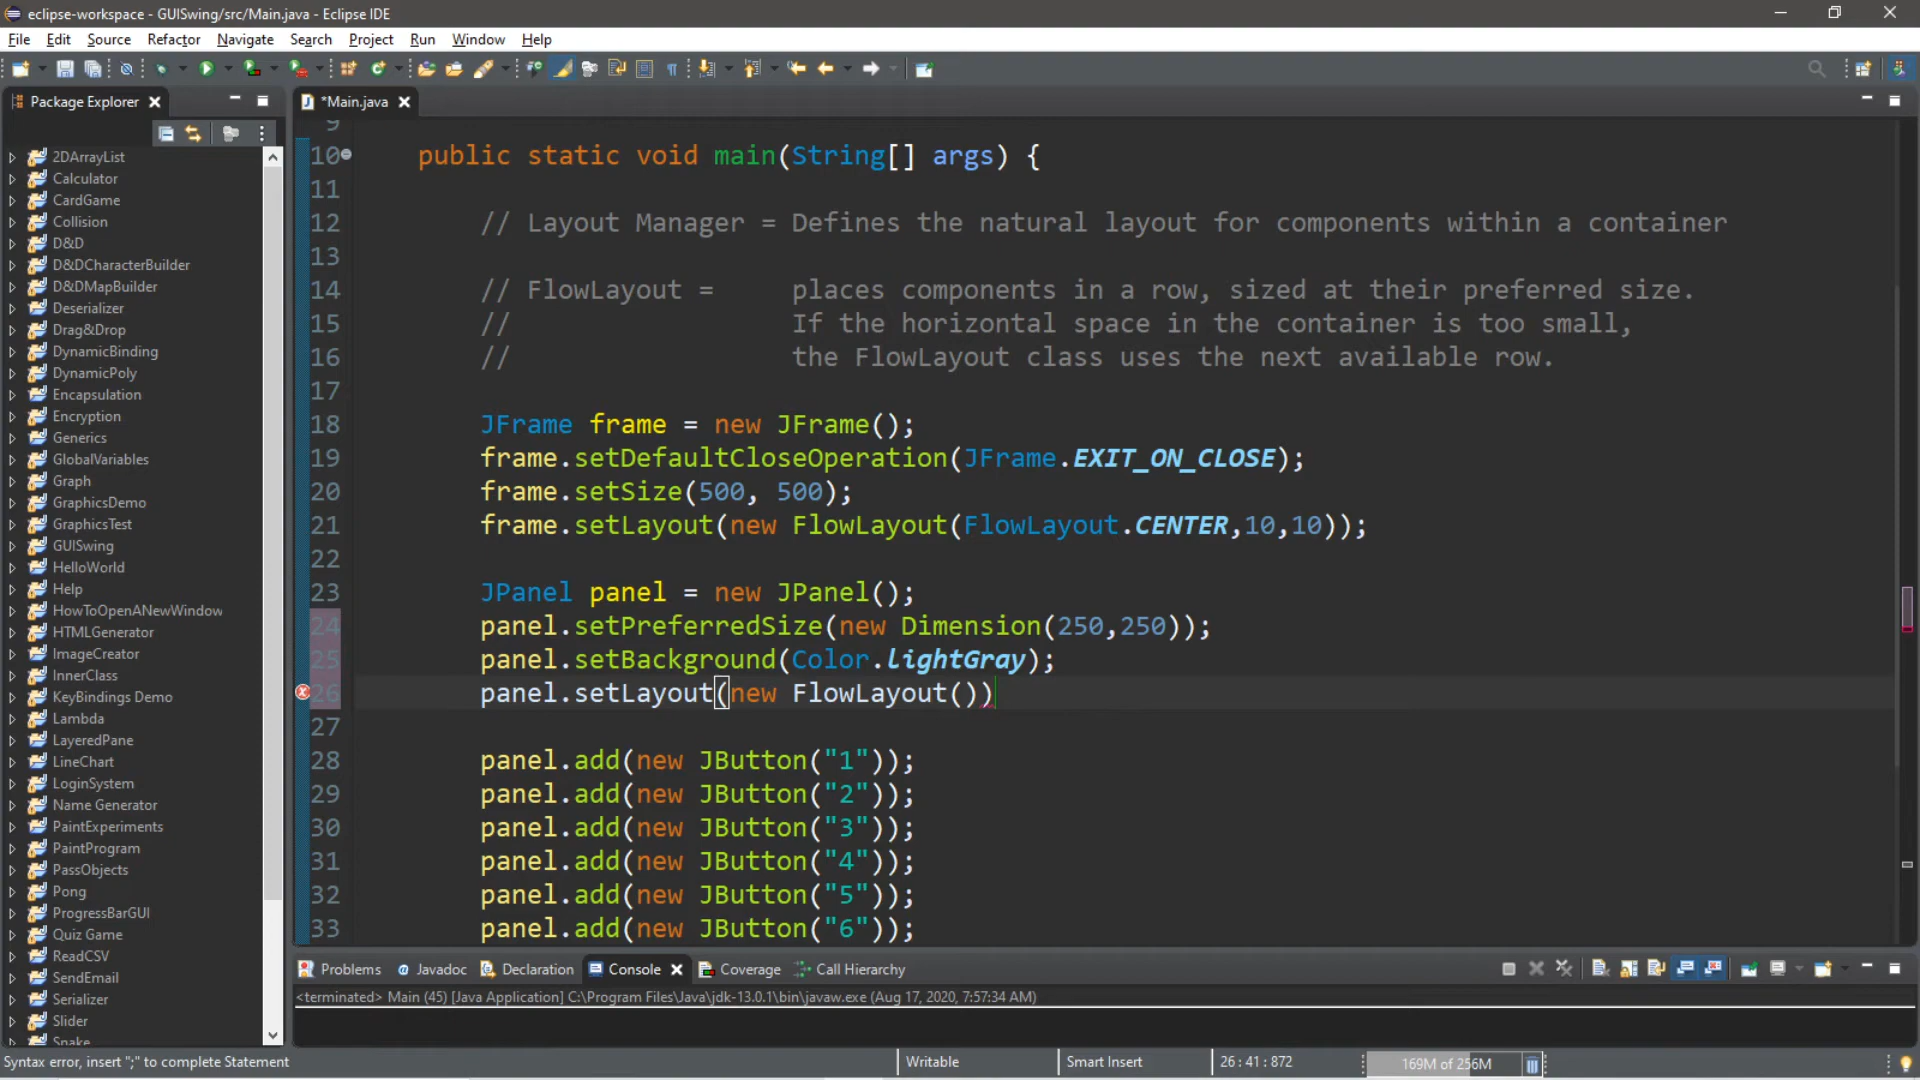 eclipse-workspace - GUISwing/src/Main.java - Eclipse IDE
File Edit Source Refactor Navigate Search Project Run Window Help
Package Explorer
*Main.java
2DArrayList
Calculator
CardGame
Collision
D&D
D&DCharacterBuilder
D&DMapBuilder
Deserializer
Drag&Drop
DynamicBinding
DynamicPoly
Encapsulation
Encryption
Generics
GlobalVariables
Graph
GraphicsDemo
GraphicsTest
GUISwing
HelloWorld
Help
HowToOpenANewWindow
HTMLGenerator
ImageCreator
InnerClass
KeyBindings Demo
Lambda
LayeredPane
LineChart
LoginSystem
Name Generator
PaintExperiments
PaintProgram
PassObjects
Pong
ProgressBarGUI
Quiz Game
ReadCSV
SendEmail
Serializer
Slider
Snake
9
10 public static void main(String[] args) {
11
12 // Layout Manager = Defines the natural layout for components within a container
13
14 // FlowLayout = places components in a row, sized at their preferred size.
15 // If the horizontal space in the container is too small,
16 // the FlowLayout class uses the next available row.
17
18 JFrame frame = new JFrame();
19 frame.setDefaultCloseOperation(JFrame.EXIT_ON_CLOSE);
20 frame.setSize(500, 500);
21 frame.setLayout(new FlowLayout(FlowLayout.CENTER,10,10));
22
23 JPanel panel = new JPanel();
24 panel.setPreferredSize(new Dimension(250,250));
25 panel.setBackground(Color.lightGray);
26 panel.setLayout(new FlowLayout())
27
28 panel.add(new JButton("1"));
29 panel.add(new JButton("2"));
30 panel.add(new JButton("3"));
31 panel.add(new JButton("4"));
32 panel.add(new JButton("5"));
33 panel.add(new JButton("6"));
Problems Javadoc Declaration Console Coverage Call Hierarchy
<terminated> Main (45) [Java Application] C:\Program Files\Java\jdk-13.0.1\bin\javaw.exe (Aug 17, 2020, 7:57:34 AM)
Syntax error, insert ";" to complete Statement
Writable
Smart Insert
26 : 41 : 872
169M of 256M